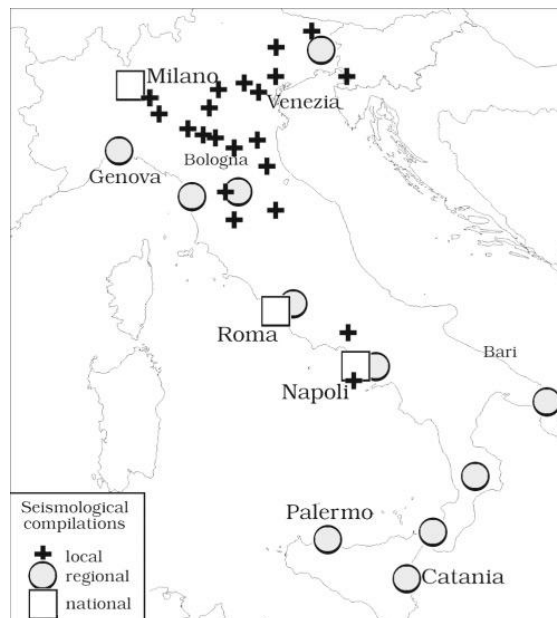 Milano
Venezia
Bologna
Genova
Roma
Bari
Napoli
Palermo
Catania
Seismological
compilations
local
regional
national